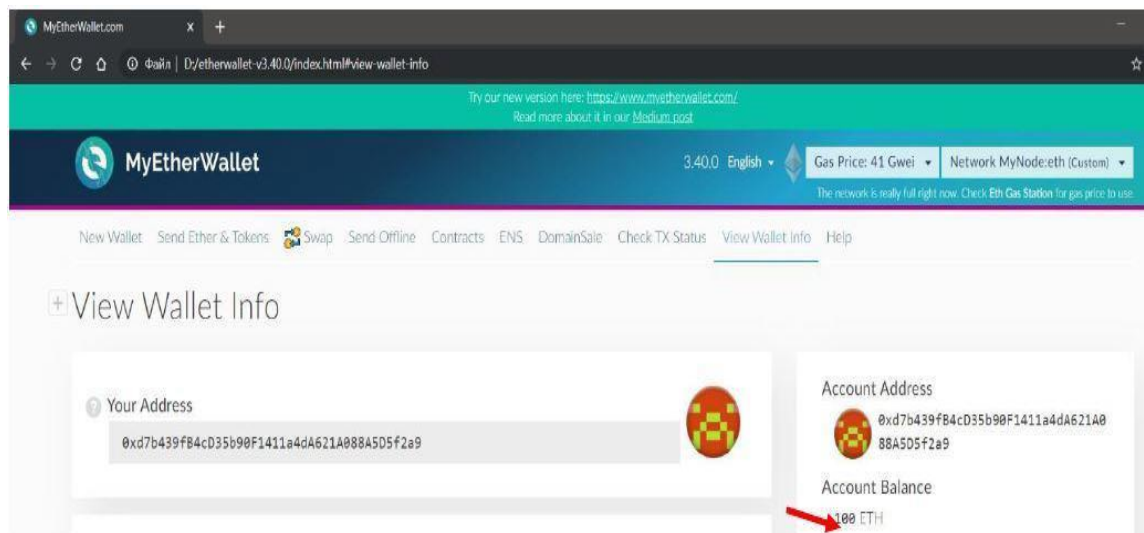 MyEtherWallet.com
Файл | D:/etherwallet-v3.40.0/index.html#view-wallet-info
Try our new version here: https://www.myetherwallet.com/
Read more about it in our Medium post
MyEtherWallet
3.40.0 English
Gas Price: 41 Gwei
Network MyNode:eth (Custom)
The network is really full right now. Check Eth Gas Station for gas price to use.
New Wallet Send Ether & Tokens Swap Send Offline Contracts ENS DomainSale Check TX Status View Wallet Info Help
View Wallet Info
Your Address
0xd7b439fB4cD35b90F1411a4dA621A088A5D5f2a9
Account Address
0xd7b439fB4cD35b90F1411a4dA621A0
88A5D5f2a9
Account Balance
100 ETH